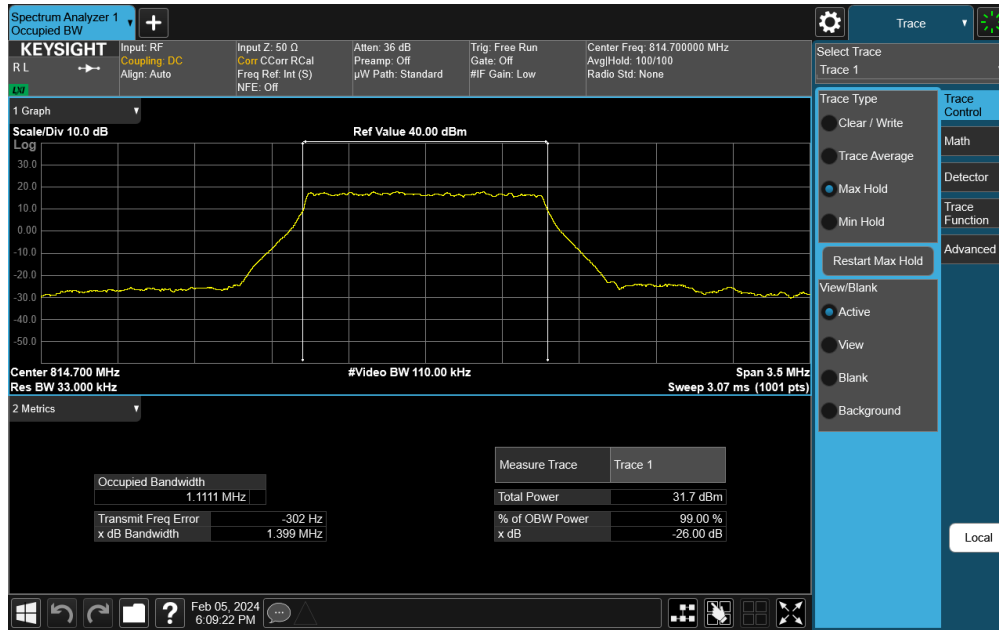 Spectrum Analyzer 1
Occupied BW
Trace
KEYSIGHT
R L
LXI
Input: RF
Coupling: DC
Align: Auto
Input Z: 50 Ω
Corr CCorr RCal
Freq Ref: Int (S)
NFE: Off
Atten: 36 dB
Preamp: Off
µW Path: Standard
Trig: Free Run
Gate: Off
#IF Gain: Low
Center Freq: 814.700000 MHz
Avg|Hold: 100/100
Radio Std: None
Select Trace
Trace 1
1 Graph
Scale/Div 10.0 dB
Ref Value 40.00 dBm
Log
30.0
20.0
10.0
0.00
-10.0
-20.0
-30.0
-40.0
-50.0
Center 814.700 MHz
#Video BW 110.00 kHz
Span 3.5 MHz
Res BW 33.000 kHz
Sweep 3.07 ms (1001 pts)
Trace Type
Clear / Write
Trace Average
Max Hold
Min Hold
Restart Max Hold
View/Blank
Active
View
Blank
Background
Trace
Control
Math
Detector
Trace
Function
Advanced
Local
2 Metrics
Occupied Bandwidth
1.1111 MHz
Transmit Freq Error -302 Hz
x dB Bandwidth 1.399 MHz
Measure Trace Trace 1
Total Power 31.7 dBm
% of OBW Power 99.00 %
x dB -26.00 dB
Feb 05, 2024
6:09:22 PM